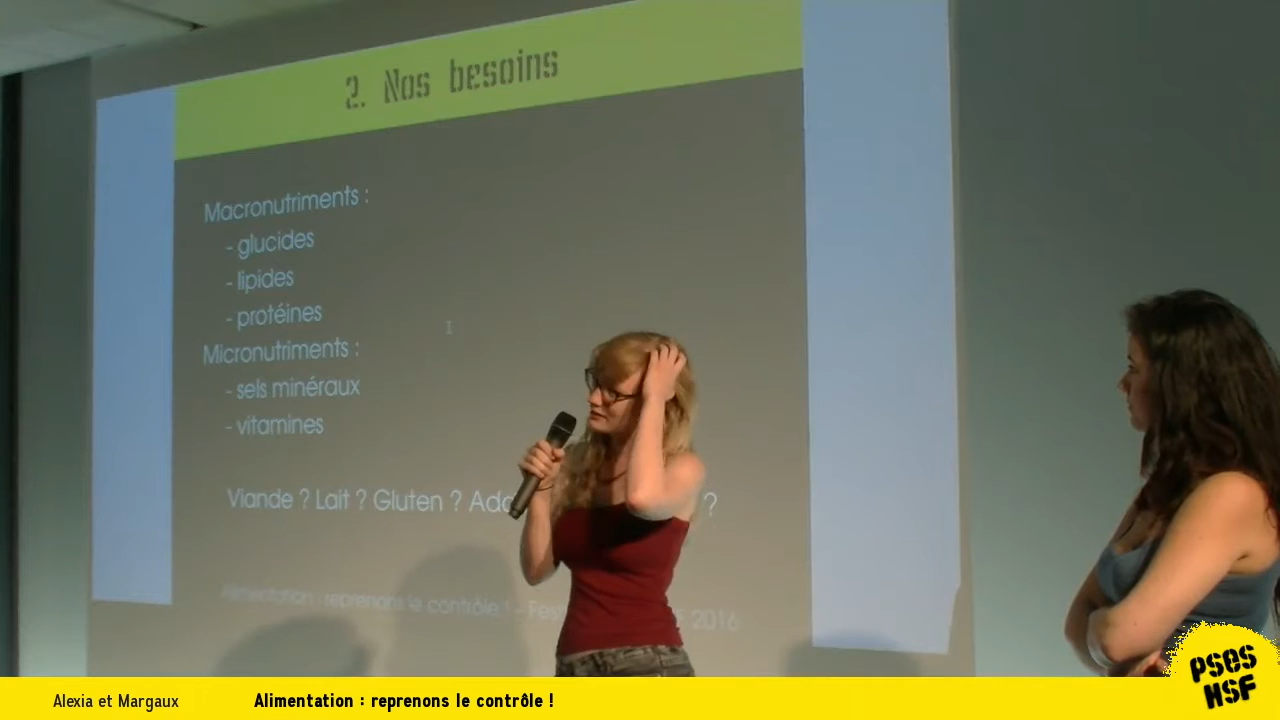 2. Nos besoins
Macronutriments :
- glucides
- lipides
- protéines
Micronutriments :
- sels minéraux
- vitamines
Viande ? Lait ? Gluten ? ?
Alimentation : reprenons le contrôle ! - 2016
Alexia et Margaux
Alimentation : reprenons le contrôle !
PSES
HSF